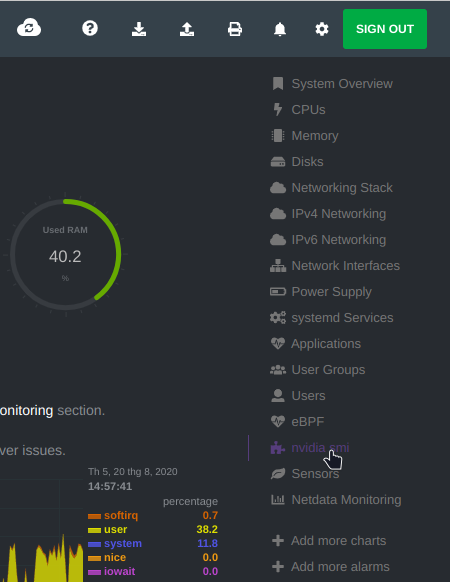 SIGN OUT
System Overview
CPUs
Memory
Disks
Networking Stack
IPv4 Networking
IPv6 Networking
Network Interfaces
Power Supply
systemd Services
Applications
User Groups
Users
eBPF
nvidia smi
Sensors
Netdata Monitoring
Add more charts
Add more alarms
Used RAM
40.2
%
onitoring section.
ver issues.
Th 5, 20 thg 8, 2020
14:57:41
percentage
softirq 0.7
user 38.2
system 11.8
nice 0.0
iowait 0.0